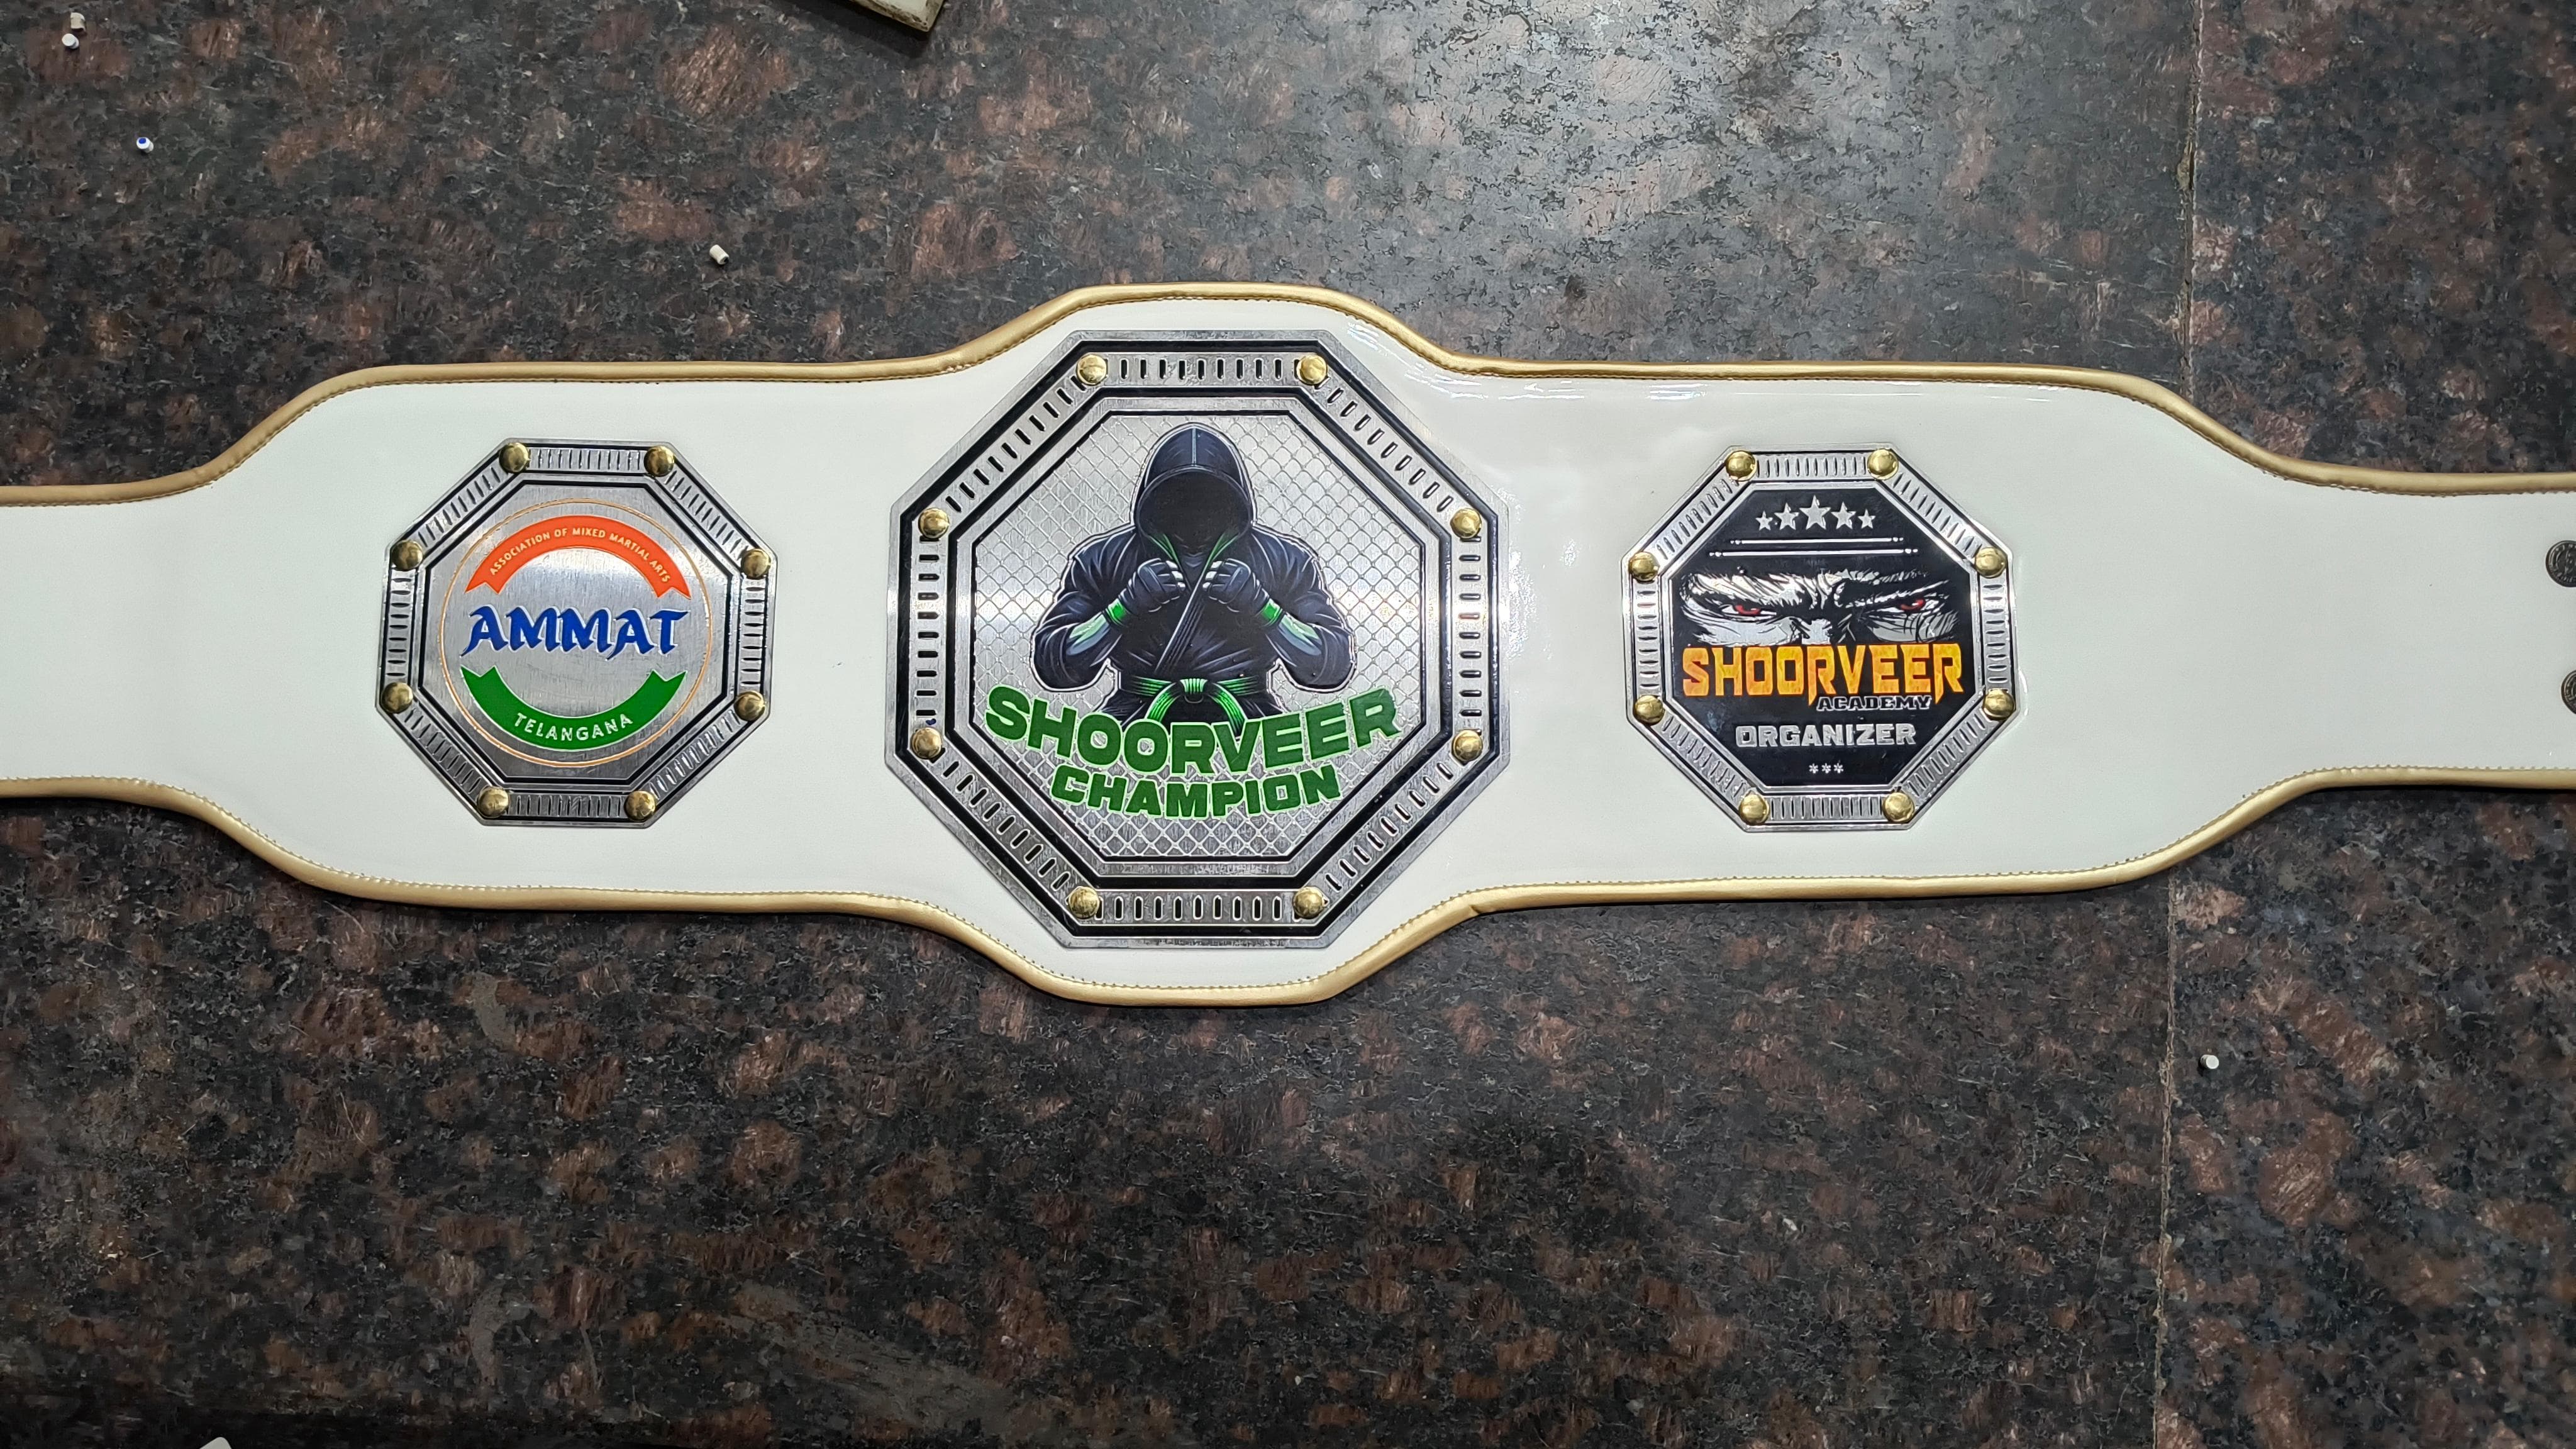 ASSOCIATION OF MIXED MARTIAL ARTS
AMMAT
TELANGANA
SHOORVEER
CHAMPION
SHOORVEER
ACADEMY
ORGANIZER